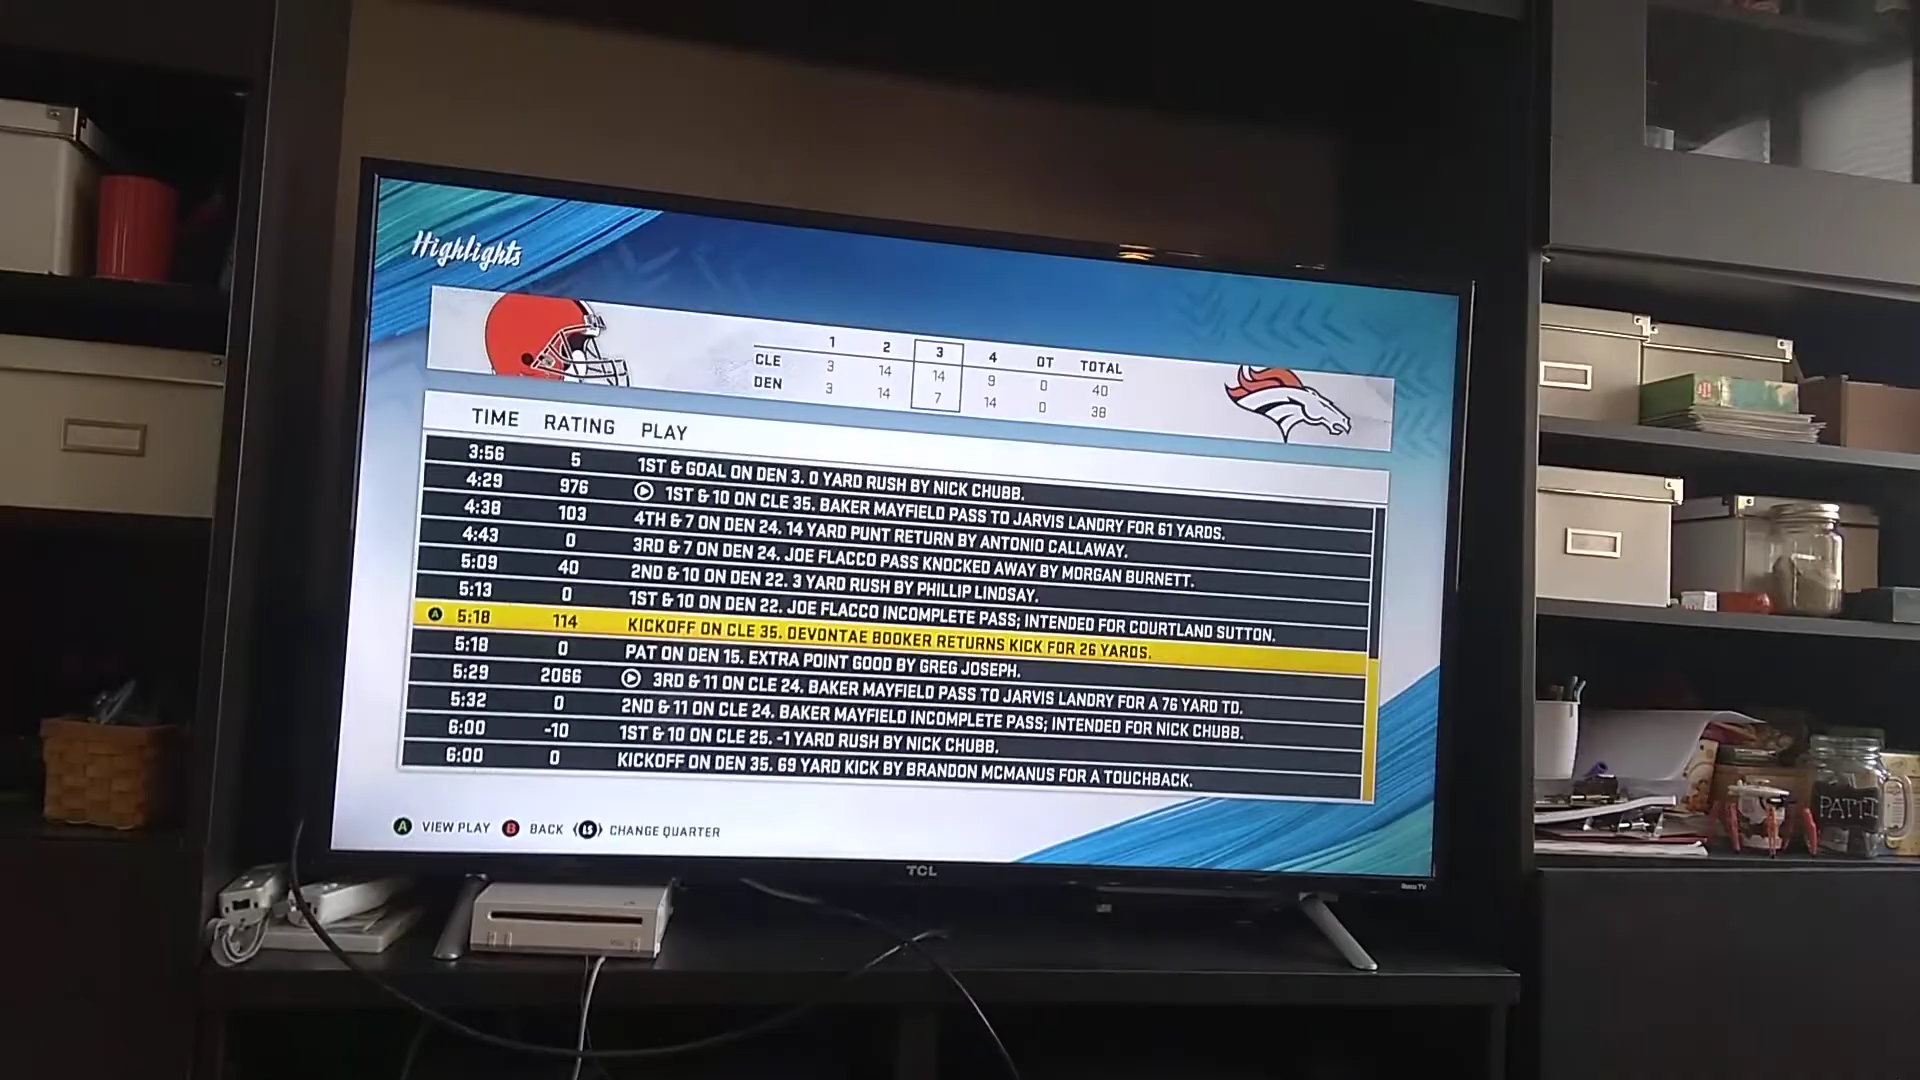 Highlights
1 2 3 4 OT TOTAL
CLE 3 14 14 9 0 40
DEN 3 14 7 14 0 38
TIME RATING PLAY
3:56 5 1ST & GOAL ON DEN 3. 0 YARD RUSH BY NICK CHUBB.
4:29 976 1ST & 10 ON CLE 35. BAKER MAYFIELD PASS TO JARVIS LANDRY FOR 61 YARDS.
4:38 103 4TH & 7 ON DEN 24. 14 YARD PUNT RETURN BY ANTONIO CALLAWAY.
4:43 0 3RD & 7 ON DEN 24. JOE FLACCO PASS KNOCKED AWAY BY MORGAN BURNETT.
5:09 40 2ND & 10 ON DEN 22. 3 YARD RUSH BY PHILLIP LINDSAY.
5:13 0 1ST & 10 ON DEN 22. JOE FLACCO INCOMPLETE PASS; INTENDED FOR COURTLAND SUTTON.
A 5:18 114 KICKOFF ON CLE 35. DEVONTAE BOOKER RETURNS KICK FOR 26 YARDS.
5:18 0 PAT ON DEN 15. EXTRA POINT GOOD BY GREG JOSEPH.
5:29 2066 3RD & 11 ON CLE 24. BAKER MAYFIELD PASS TO JARVIS LANDRY FOR A 76 YARD TD.
5:32 0 2ND & 11 ON CLE 24. BAKER MAYFIELD INCOMPLETE PASS; INTENDED FOR NICK CHUBB.
6:00 -10 1ST & 10 ON CLE 25. -1 YARD RUSH BY NICK CHUBB.
6:00 0 KICKOFF ON DEN 35. 69 YARD KICK BY BRANDON MCMANUS FOR A TOUCHBACK.
A VIEW PLAY B BACK LS CHANGE QUARTER
TCL
Roku TV
PATTI